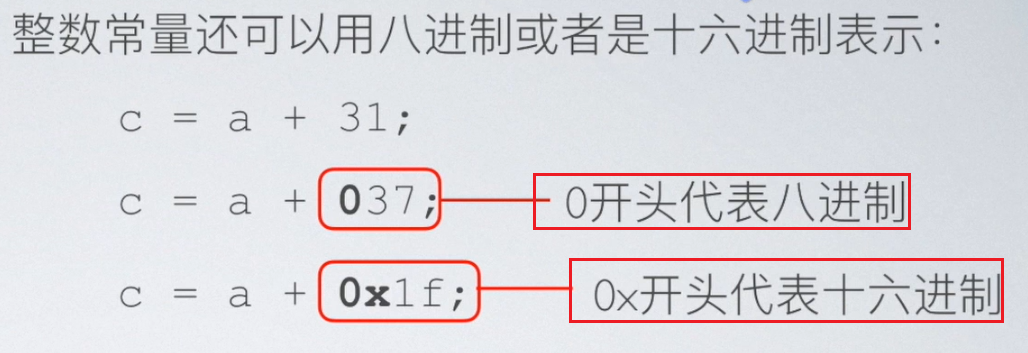 整数常量还可以用八进制或者是十六进制表示：
c = a + 31;
c = a + 037; 0开头代表八进制
c = a + 0x1f; 0x开头代表十六进制